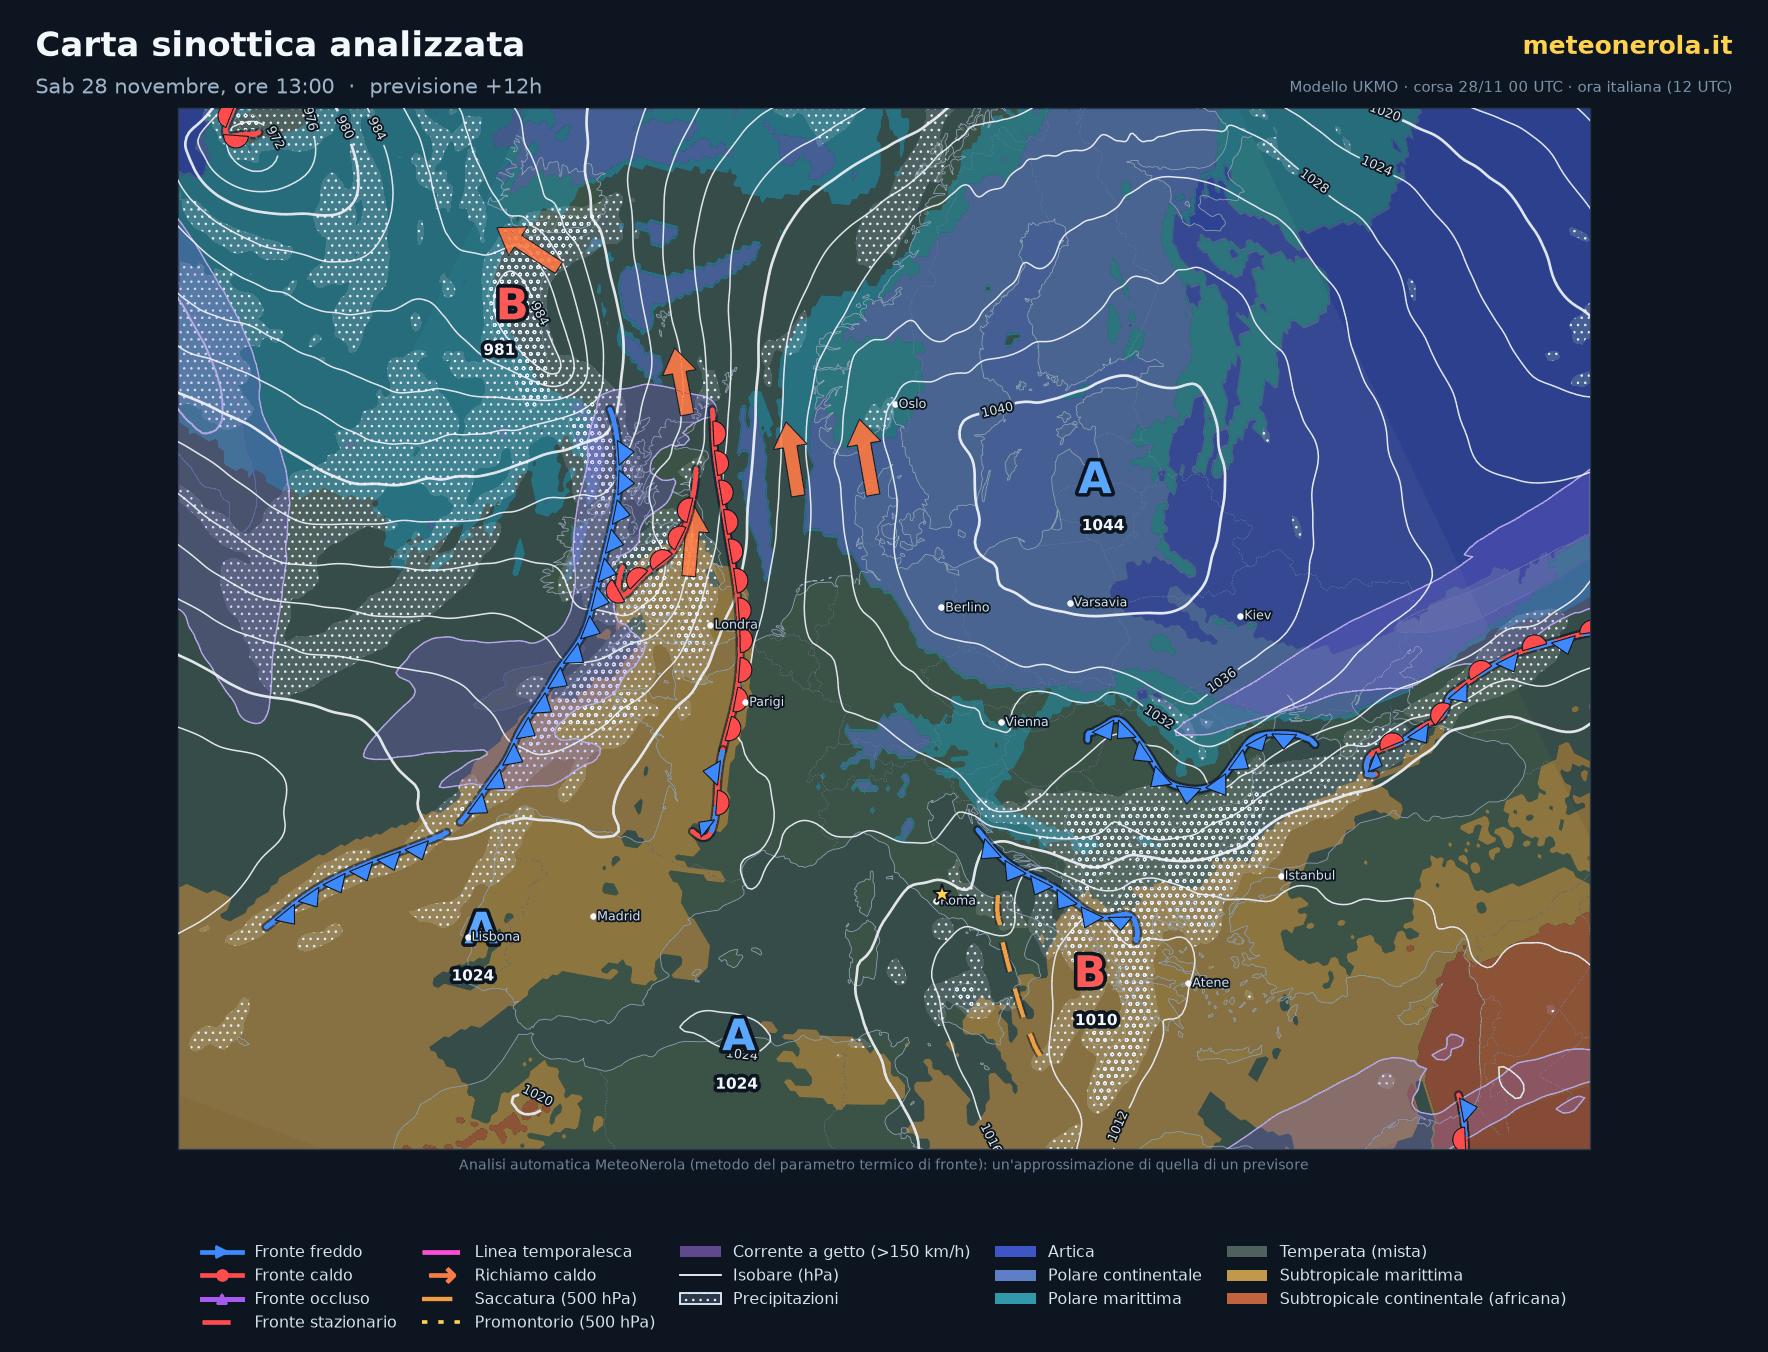 Carta sinottica analizzata
meteonerola.it
Sab 28 novembre, ore 13:00 · previsione +12h
Modello UKMO · corsa 28/11 00 UTC · ora italiana (12 UTC)
972
976
980
984
1020
1024
1028
B
984
981
Oslo
1040
A
1044
Berlino
Varsavia
Kiev
Londra
1036
Parigi
Vienna
1032
Istanbul
Roma
Madrid
A
Lisbona
1024
B
Atene
1010
A
1024
1024
1020
1016
1012
Analisi automatica MeteoNerola (metodo del parametro termico di fronte): un'approssimazione di quella di un previsore
Fronte freddo
Fronte caldo
Fronte occluso
Fronte stazionario
Linea temporalesca
Richiamo caldo
Saccatura (500 hPa)
Promontorio (500 hPa)
Corrente a getto (>150 km/h)
Isobare (hPa)
Precipitazioni
Artica
Polare continentale
Polare marittima
Temperata (mista)
Subtropicale marittima
Subtropicale continentale (africana)